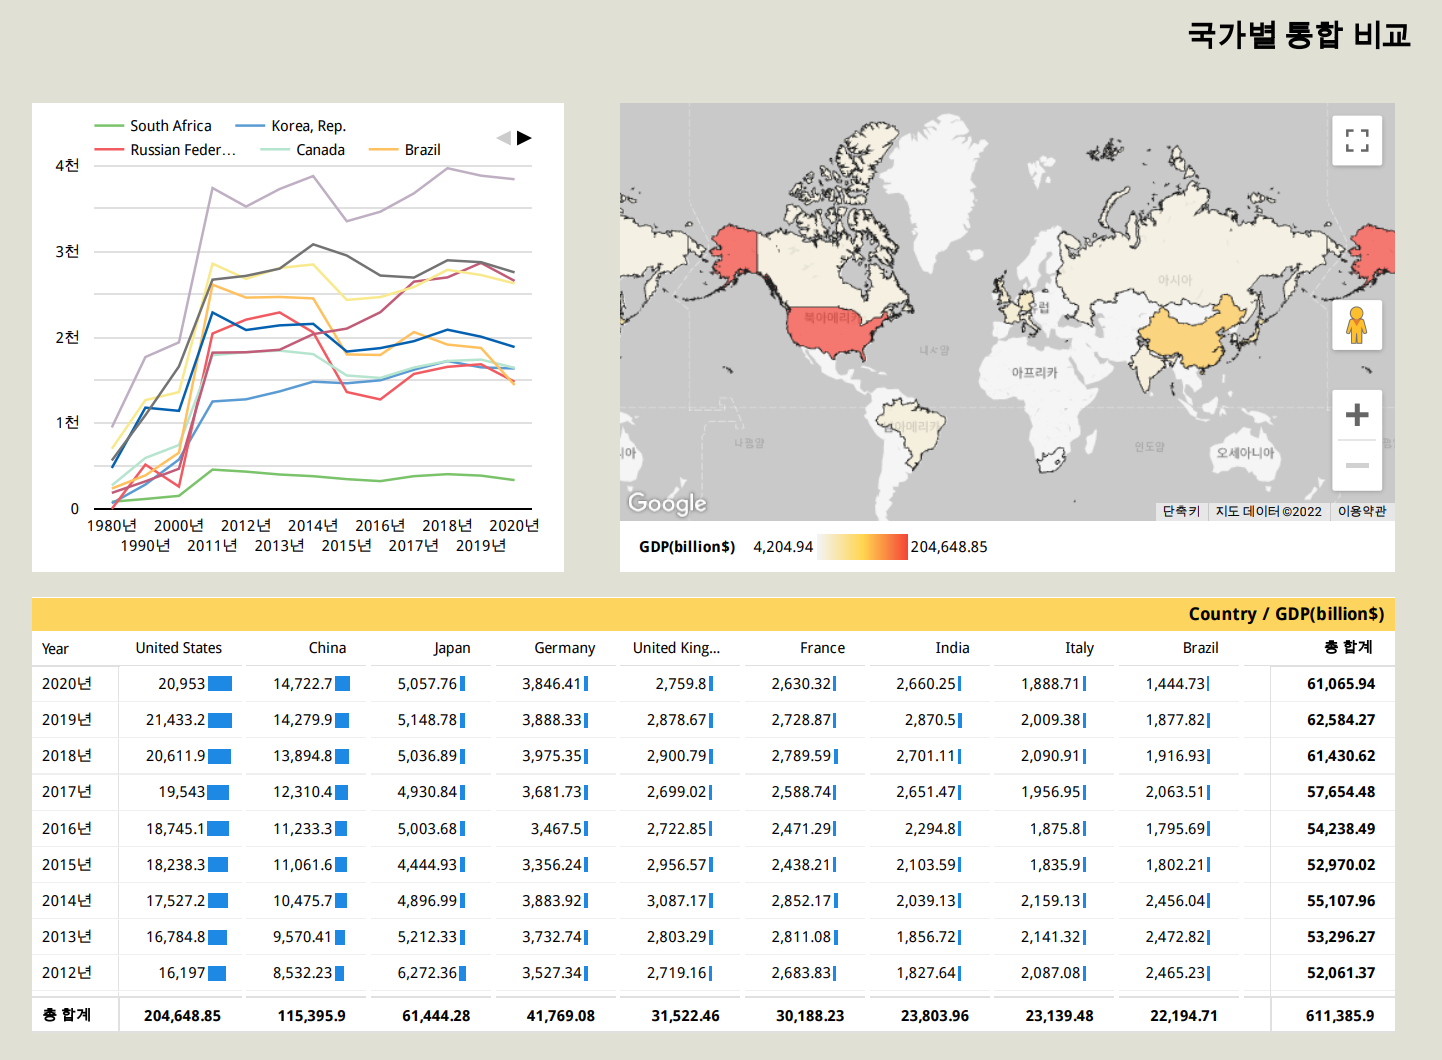 국가별 통합 비교
South Africa
Korea, Rep.
Russian Feder...
Canada
Brazil
4천
3천
2천
1천
0
1980년 2000년 2012년 2014년 2016년 2018년 2020년
1990년 2011년 2013년 2015년 2017년 2019년
아시아
북아메리카
아프리카
남아메리카
인도양
오세아니아
Google
단축키
지도 데이터 ©2022
이용약관
GDP(billion$) 4,204.94 204,648.85
Country / GDP(billion$)
Year United States China Japan Germany United King... France India Italy Brazil 총 합계
2020년 20,953 14,722.7 5,057.76 3,846.41 2,759.8 2,630.32 2,660.25 1,888.71 1,444.73 61,065.94
2019년 21,433.2 14,279.9 5,148.78 3,888.33 2,878.67 2,728.87 2,870.5 2,009.38 1,877.82 62,584.27
2018년 20,611.9 13,894.8 5,036.89 3,975.35 2,900.79 2,789.59 2,701.11 2,090.91 1,916.93 61,430.62
2017년 19,543 12,310.4 4,930.84 3,681.73 2,699.02 2,588.74 2,651.47 1,956.95 2,063.51 57,654.48
2016년 18,745.1 11,233.3 5,003.68 3,467.5 2,722.85 2,471.29 2,294.8 1,875.8 1,795.69 54,238.49
2015년 18,238.3 11,061.6 4,444.93 3,356.24 2,956.57 2,438.21 2,103.59 1,835.9 1,802.21 52,970.02
2014년 17,527.2 10,475.7 4,896.99 3,883.92 3,087.17 2,852.17 2,039.13 2,159.13 2,456.04 55,107.96
2013년 16,784.8 9,570.41 5,212.33 3,732.74 2,803.29 2,811.08 1,856.72 2,141.32 2,472.82 53,296.27
2012년 16,197 8,532.23 6,272.36 3,527.34 2,719.16 2,683.83 1,827.64 2,087.08 2,465.23 52,061.37
총 합계 204,648.85 115,395.9 61,444.28 41,769.08 31,522.46 30,188.23 23,803.96 23,139.48 22,194.71 611,385.9